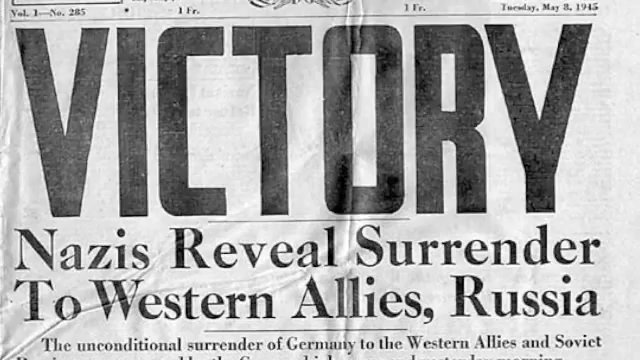 Vol. 1—No. 285 1 Fr. 1 Fr. Tuesday, May 8, 1945
VICTORY
Nazis Reveal Surrender
To Western Allies, Russia
The unconditional surrender of Germany to the Western Allies and Soviet